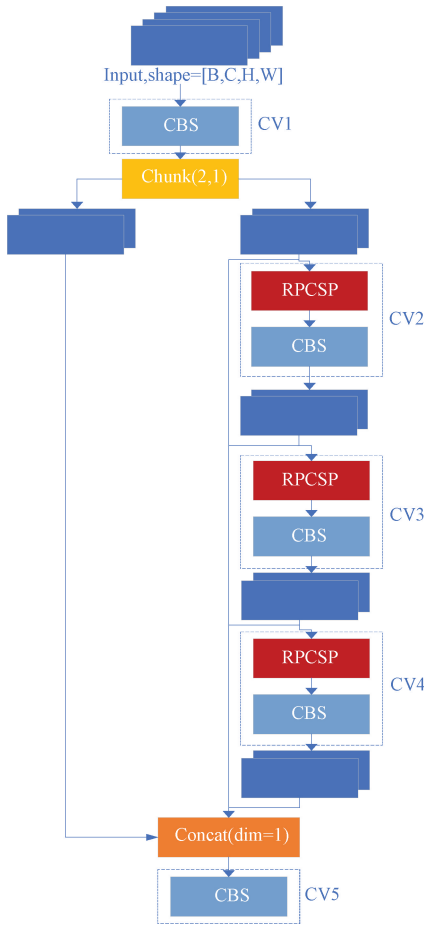 Input,shape=[B,C,H,W]
CBS
CV1
Chunk(2,1)
RPCSP
CBS
CV2
RPCSP
CBS
CV3
RPCSP
CBS
CV4
Concat(dim=1)
CBS
CV5